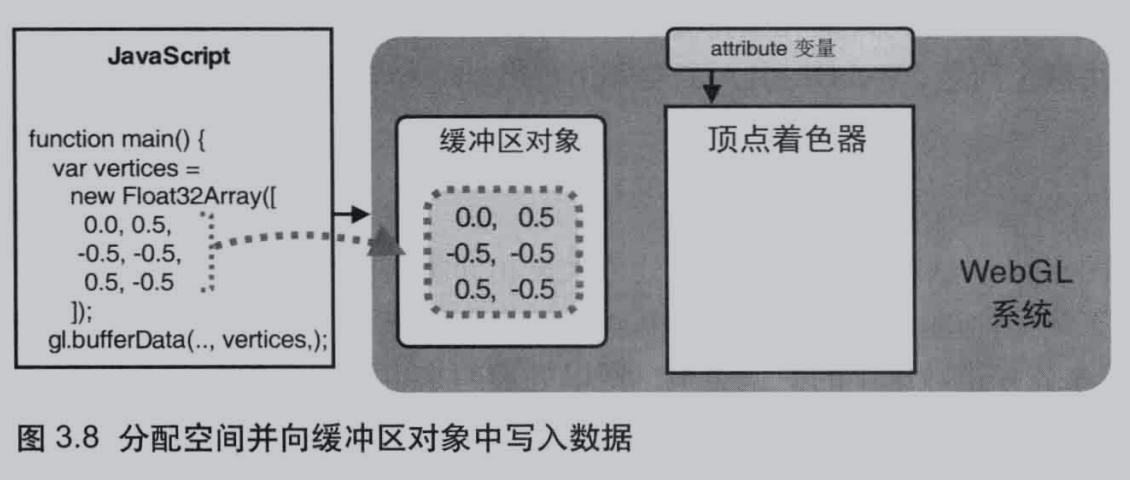 JavaScript
function main() {
var vertices =
new Float32Array([
0.0, 0.5,
-0.5, -0.5,
0.5, -0.5
]);
gl.bufferData(.., vertices,);
缓冲区对象
0.0, 0.5
-0.5, -0.5
0.5, -0.5
attribute 变量
顶点着色器
WebGL
系统
图 3.8 分配空间并向缓冲区对象中写入数据